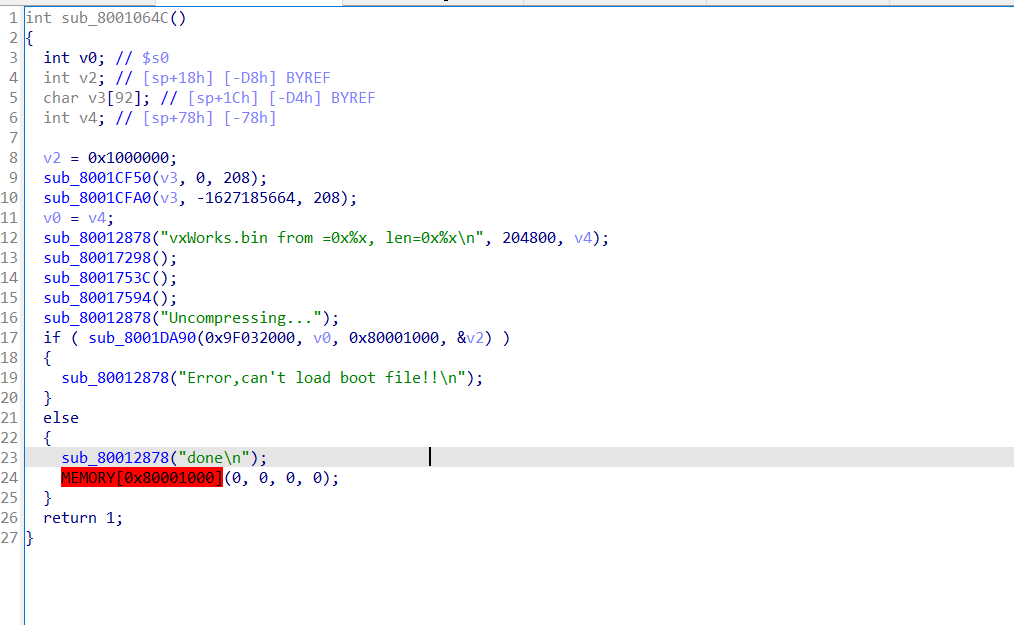 1 int sub_8001064C()
2 {
3 int v0; // $s0
4 int v2; // [sp+18h] [-D8h] BYREF
5 char v3[92]; // [sp+1Ch] [-D4h] BYREF
6 int v4; // [sp+78h] [-78h]
7
8 v2 = 0x1000000;
9 sub_8001CF50(v3, 0, 208);
10 sub_8001CFA0(v3, -1627185664, 208);
11 v0 = v4;
12 sub_80012878("vxWorks.bin from =0x%x, len=0x%x\n", 204800, v4);
13 sub_80017298();
14 sub_8001753C();
15 sub_80017594();
16 sub_80012878("Uncompressing...");
17 if ( sub_8001DA90(0x9F032000, v0, 0x80001000, &v2) )
18 {
19 sub_80012878("Error,can't load boot file!!\n");
20 }
21 else
22 {
23 sub_80012878("done\n");
24 MEMORY[0x80001000](0, 0, 0, 0);
25 }
26 return 1;
27 }